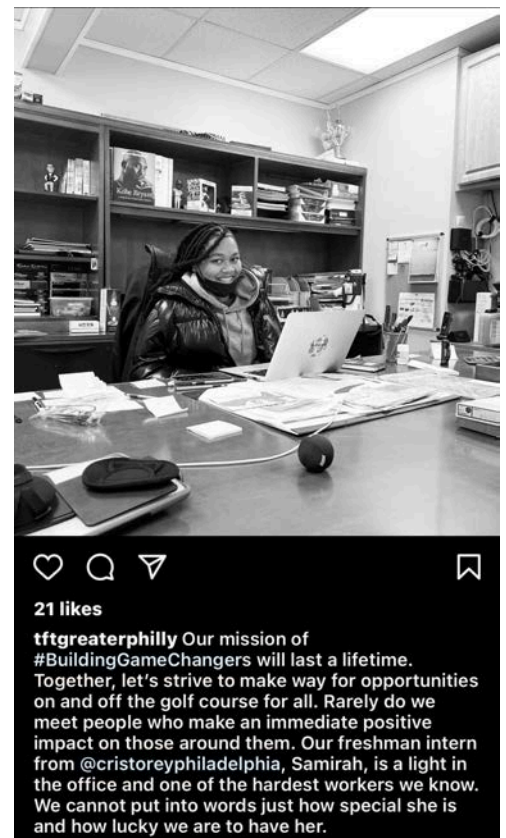 Kobe Bryant
21 likes
tftgreaterphilly Our mission of
#BuildingGameChangers will last a lifetime.
Together, let's strive to make way for opportunities
on and off the golf course for all. Rarely do we
meet people who make an immediate positive
impact on those around them. Our freshman intern
from @cristoreyphiladelphia, Samirah, is a light in
the office and one of the hardest workers we know.
We cannot put into words just how special she is
and how lucky we are to have her.